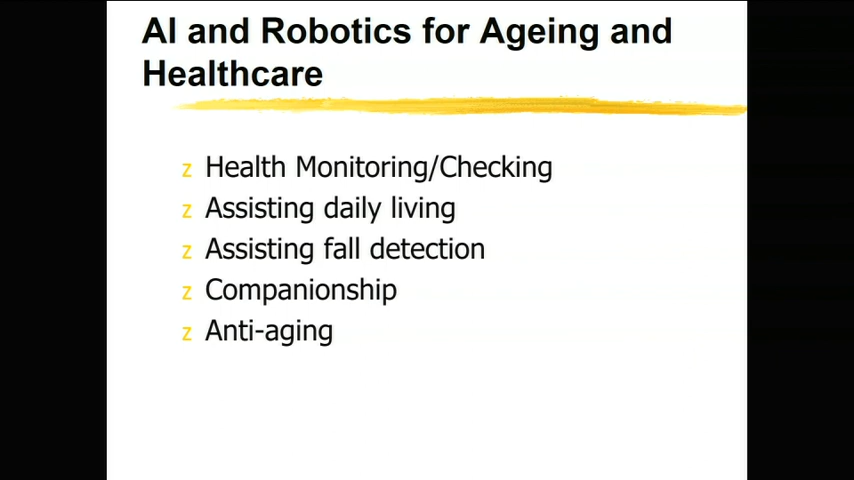 AI and Robotics for Ageing and
Healthcare
z Health Monitoring/Checking
z Assisting daily living
z Assisting fall detection
z Companionship
z Anti-aging